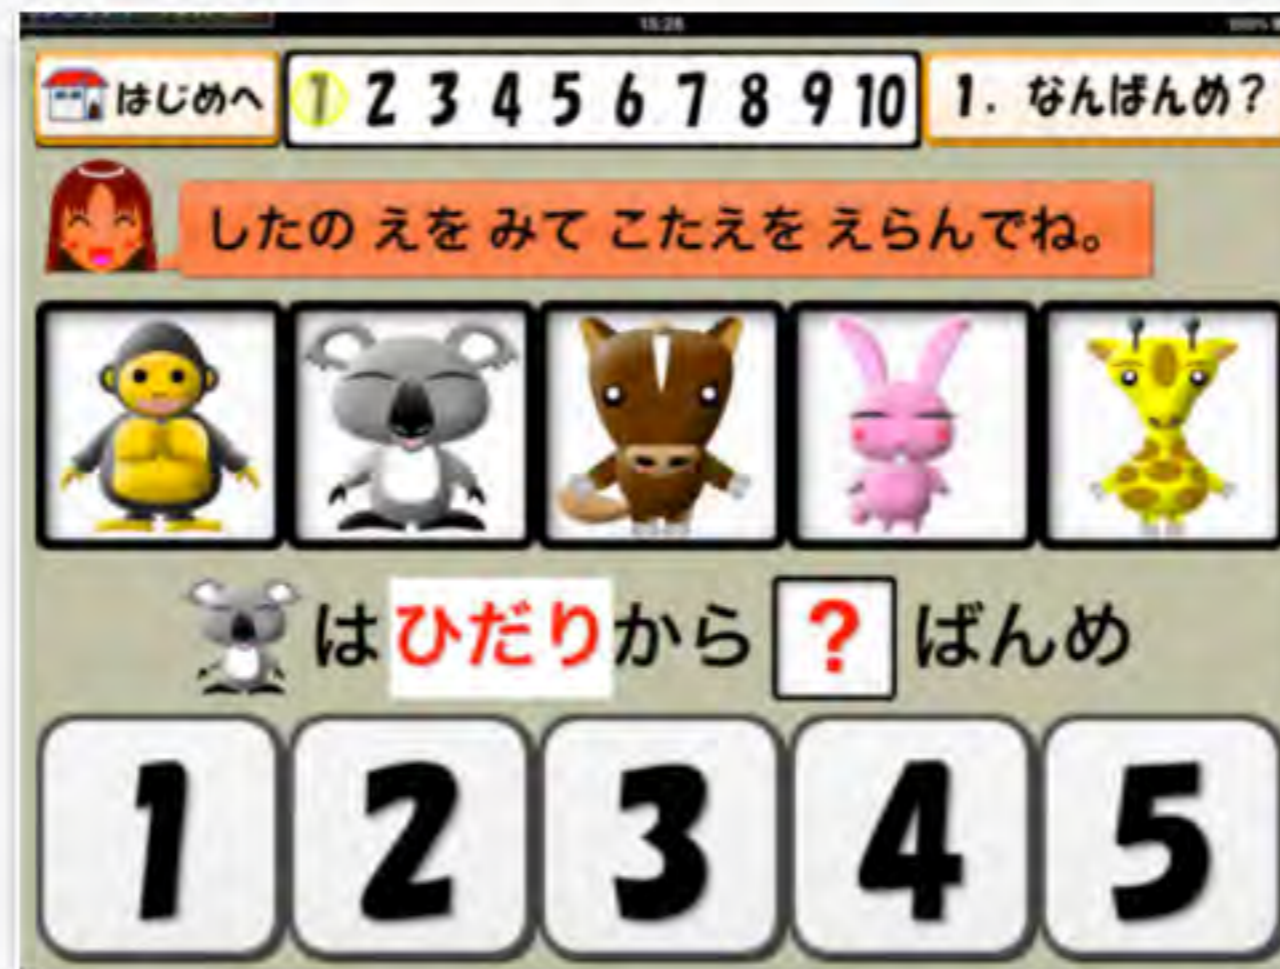 15:26
はじめへ
1 2 3 4 5 6 7 8 9 10
1. なんばんめ?
したの えを みて こたえを えらんでね。
は ひだり から ? ばんめ
1 2 3 4 5